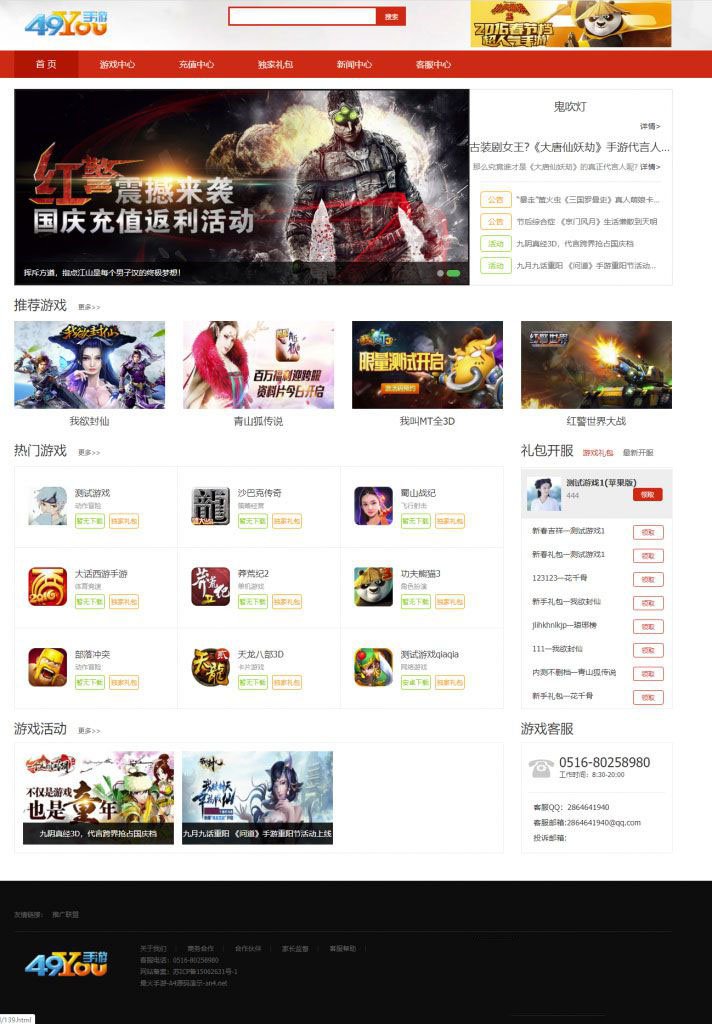 49You手游
搜索
2016春节档
超人气手游
首 页
游戏中心
充值中心
独家礼包
新闻中心
客服中心
红警震撼来袭
国庆充值返利活动
挥斥方遒，指点江山是每个男子汉的终极梦想！
鬼吹灯
详情>
古装剧女王?《大唐仙妖劫》手游代言人...
那么究竟谁才是《大唐仙妖劫》的真正代言人呢? 详情>
公告 "暴走"萤火虫《三国罗曼史》真人萌娘卡...
公告 节后综合症 《京门风月》生活懒散到天明
活动 九阴真经3D，代言跨界抢占国庆档
活动 九月九话重阳 《问道》手游重阳节活动...
推荐游戏 更多>>
我欲封仙
百万福利迎跨服
资料片今日开启
限量测试开启
红警世界
我欲封仙
青山狐传说
我叫MT全3D
红警世界大战
热门游戏 更多>>
测试游戏
动作冒险
暂无下载 独家礼包
沙巴克传奇
策略经营
暂无下载 独家礼包
蜀山战纪
飞行射击
暂无下载 独家礼包
大话西游手游
体育竞速
暂无下载 独家礼包
莽荒纪2
单机游戏
暂无下载 独家礼包
功夫熊猫3
角色扮演
暂无下载 独家礼包
部落冲突
动作冒险
暂无下载 独家礼包
天龙八部3D
卡片游戏
暂无下载 独家礼包
测试游戏qiaqia
网络游戏
安卓下载 独家礼包
礼包开服 游戏礼包 最新开服
测试游戏1(苹果版)
444 领取
新春吉祥—测试游戏1 领取
新春礼包—测试游戏1 领取
123123—花千骨 领取
新手礼包—我欲封仙 领取
jlihkhnlkjp—琅琊榜 领取
111—我欲封仙 领取
内测不删档—青山狐传说 领取
新手礼包—花千骨 领取
游戏活动 更多>>
不仅是游戏
也是童年
九阴真经3D，代言跨界抢占国庆档
九月九话重阳 《问道》手游重阳节活动上线
游戏客服
0516-80258980
工作时间：8:30-20:00
客服QQ：2864641940
客服邮箱:2864641940@qq.com
投诉邮箱:
友情链接： 推广联盟
49You手游
关于我们 | 商务合作 | 合作伙伴 | 家长监督 | 客服帮助 |
客服电话：0516-80258980
网站备案：苏ICP备15062631号-1
最火手游-A4源码演示-an4.net
/139.html